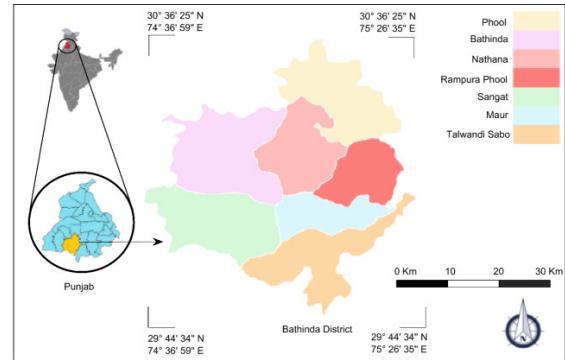 30° 36' 25" N
74° 36' 59" E
30° 36' 25" N
75° 26' 35" E
Phool
Bathinda
Nathana
Rampura Phool
Sangat
Maur
Talwandi Sabo
Punjab
0 Km
10
20
30 Km
29° 44' 34" N
74° 36' 59" E
Bathinda District
29° 44' 34" N
75° 26' 35" E